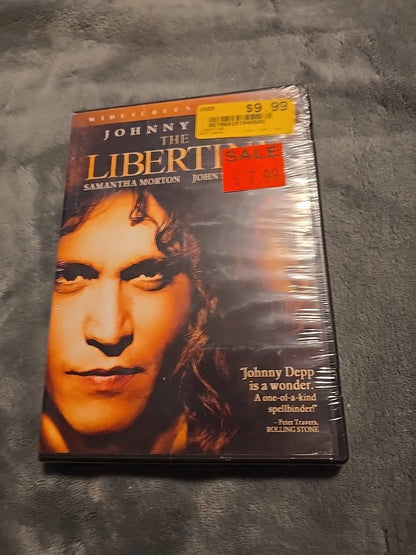 WIDESCREEN
USED
$9.99
JOHNNY
THE
LIBERTI
SALE
$7.99
SAMANTHA MORTON JOHN
"Johnny Depp
is a wonder.
A one-of-a-kind
spellbinder!"
– Peter Travers,
ROLLING STONE